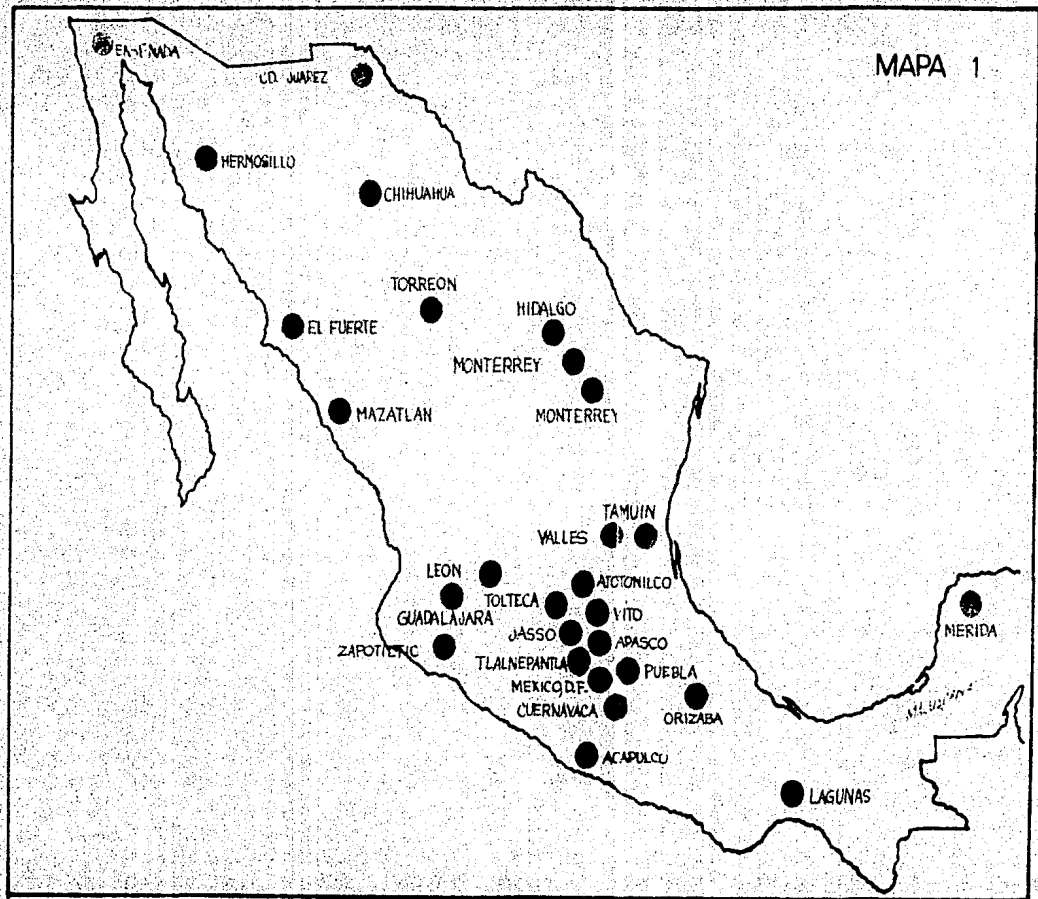 MAPA 1
ENSENADA
CD. JUAREZ
HERMOSILLO
CHIHUAHUA
TORREON
HIDALGO
EL FUERTE
MONTERREY
MAZATLAN
MONTERREY
TAMUIN
VALLES
LEON
ATOTONILCO
TOLTECA
GUADALAJARA
VITO
MERIDA
JASSO
APASCO
ZAPOTILTIC
TLALNEPANTLA
PUEBLA
MEXICO, D.F.
CUERNAVACA
ORIZABA
ACAPULCO
LAGUNAS